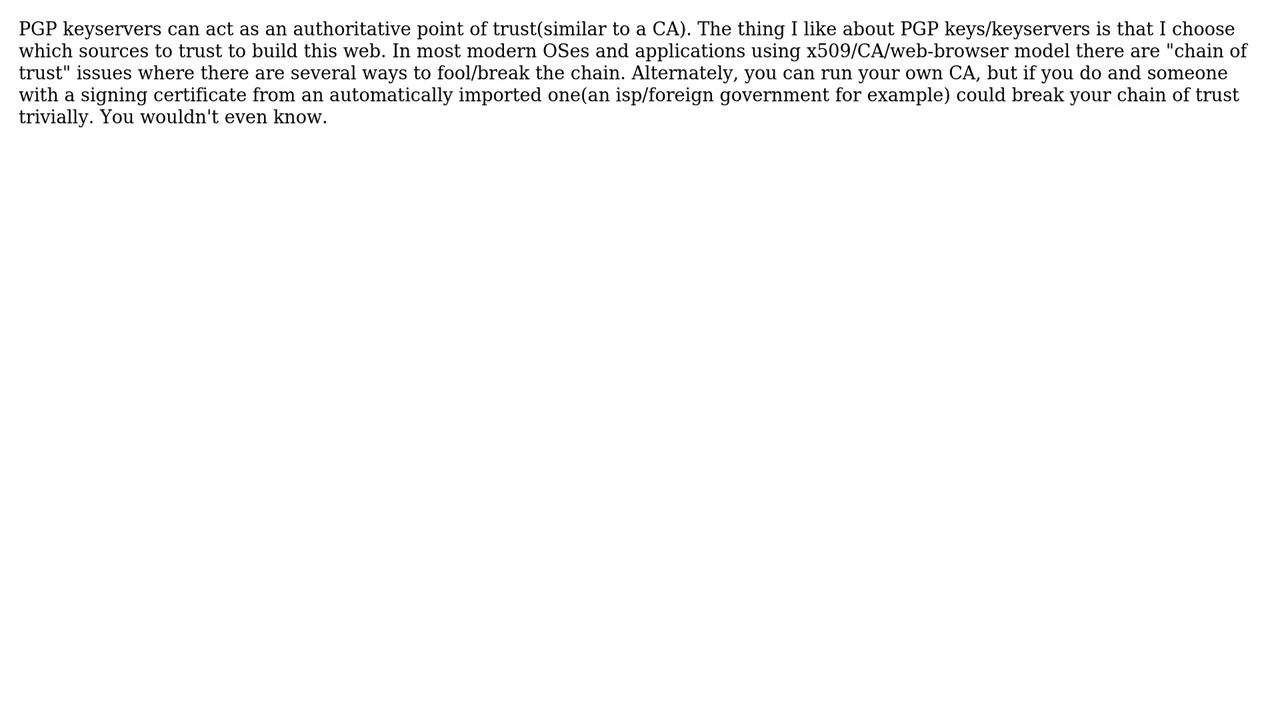 PGP keyservers can act as an authoritative point of trust(similar to a CA). The thing I like about PGP keys/keyservers is that I choose
which sources to trust to build this web. In most modern OSes and applications using x509/CA/web-browser model there are "chain of
trust" issues where there are several ways to fool/break the chain. Alternately, you can run your own CA, but if you do and someone
with a signing certificate from an automatically imported one(an isp/foreign government for example) could break your chain of trust
trivially. You wouldn't even know.